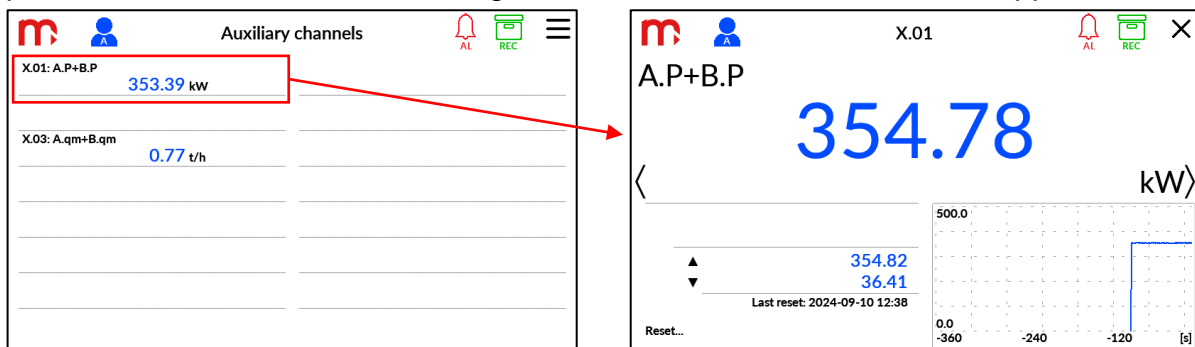 A
Auxiliary channels
AL
REC
X.01: A.P+B.P
353.39 kW
X.03: A.qm+B.qm
0.77 t/h
A
X.01
AL
REC
A.P+B.P
354.78
kW
▲ 354.82
▼ 36.41
Last reset: 2024-09-10 12:38
Reset...
500.0
0.0
-360 -240 -120 [s]